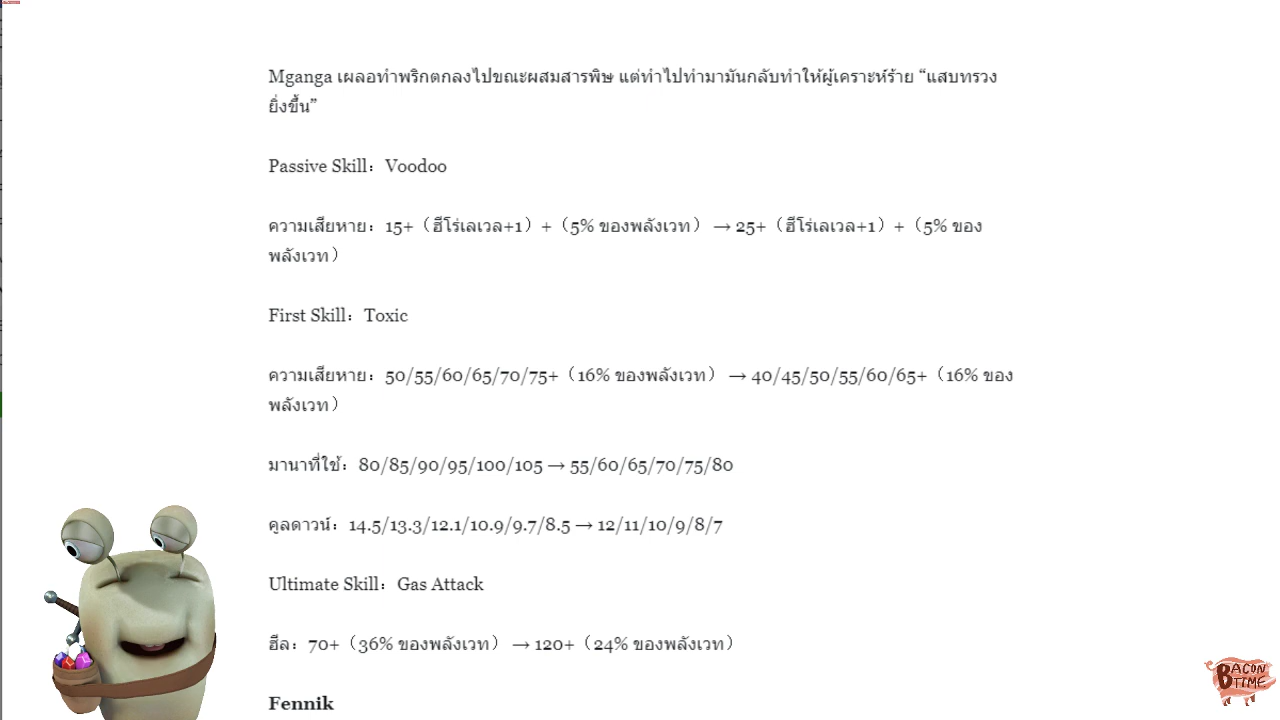 Mganga เผลอทำพริกตกลงไปขณะผสมสารพิษ แต่ทำไปทำมามันกลับทำให้ผู้เคราะห์ร้าย “แสบทรวง
ยิ่งขึ้น”
Passive Skill： Voodoo
ความเสียหาย： 15+（ฮีโร่เลเวล+1）+（5% ของพลังเวท） → 25+（ฮีโร่เลเวล+1）+（5% ของ
พลังเวท）
First Skill： Toxic
ความเสียหาย： 50/55/60/65/70/75+（16% ของพลังเวท） → 40/45/50/55/60/65+（16% ของ
พลังเวท）
มานาที่ใช้： 80/85/90/95/100/105 → 55/60/65/70/75/80
คูลดาวน์： 14.5/13.3/12.1/10.9/9.7/8.5 → 12/11/10/9/8/7
Ultimate Skill： Gas Attack
ฮีล： 70+（36% ของพลังเวท） → 120+（24% ของพลังเวท）
Fennik
BACON
TIME